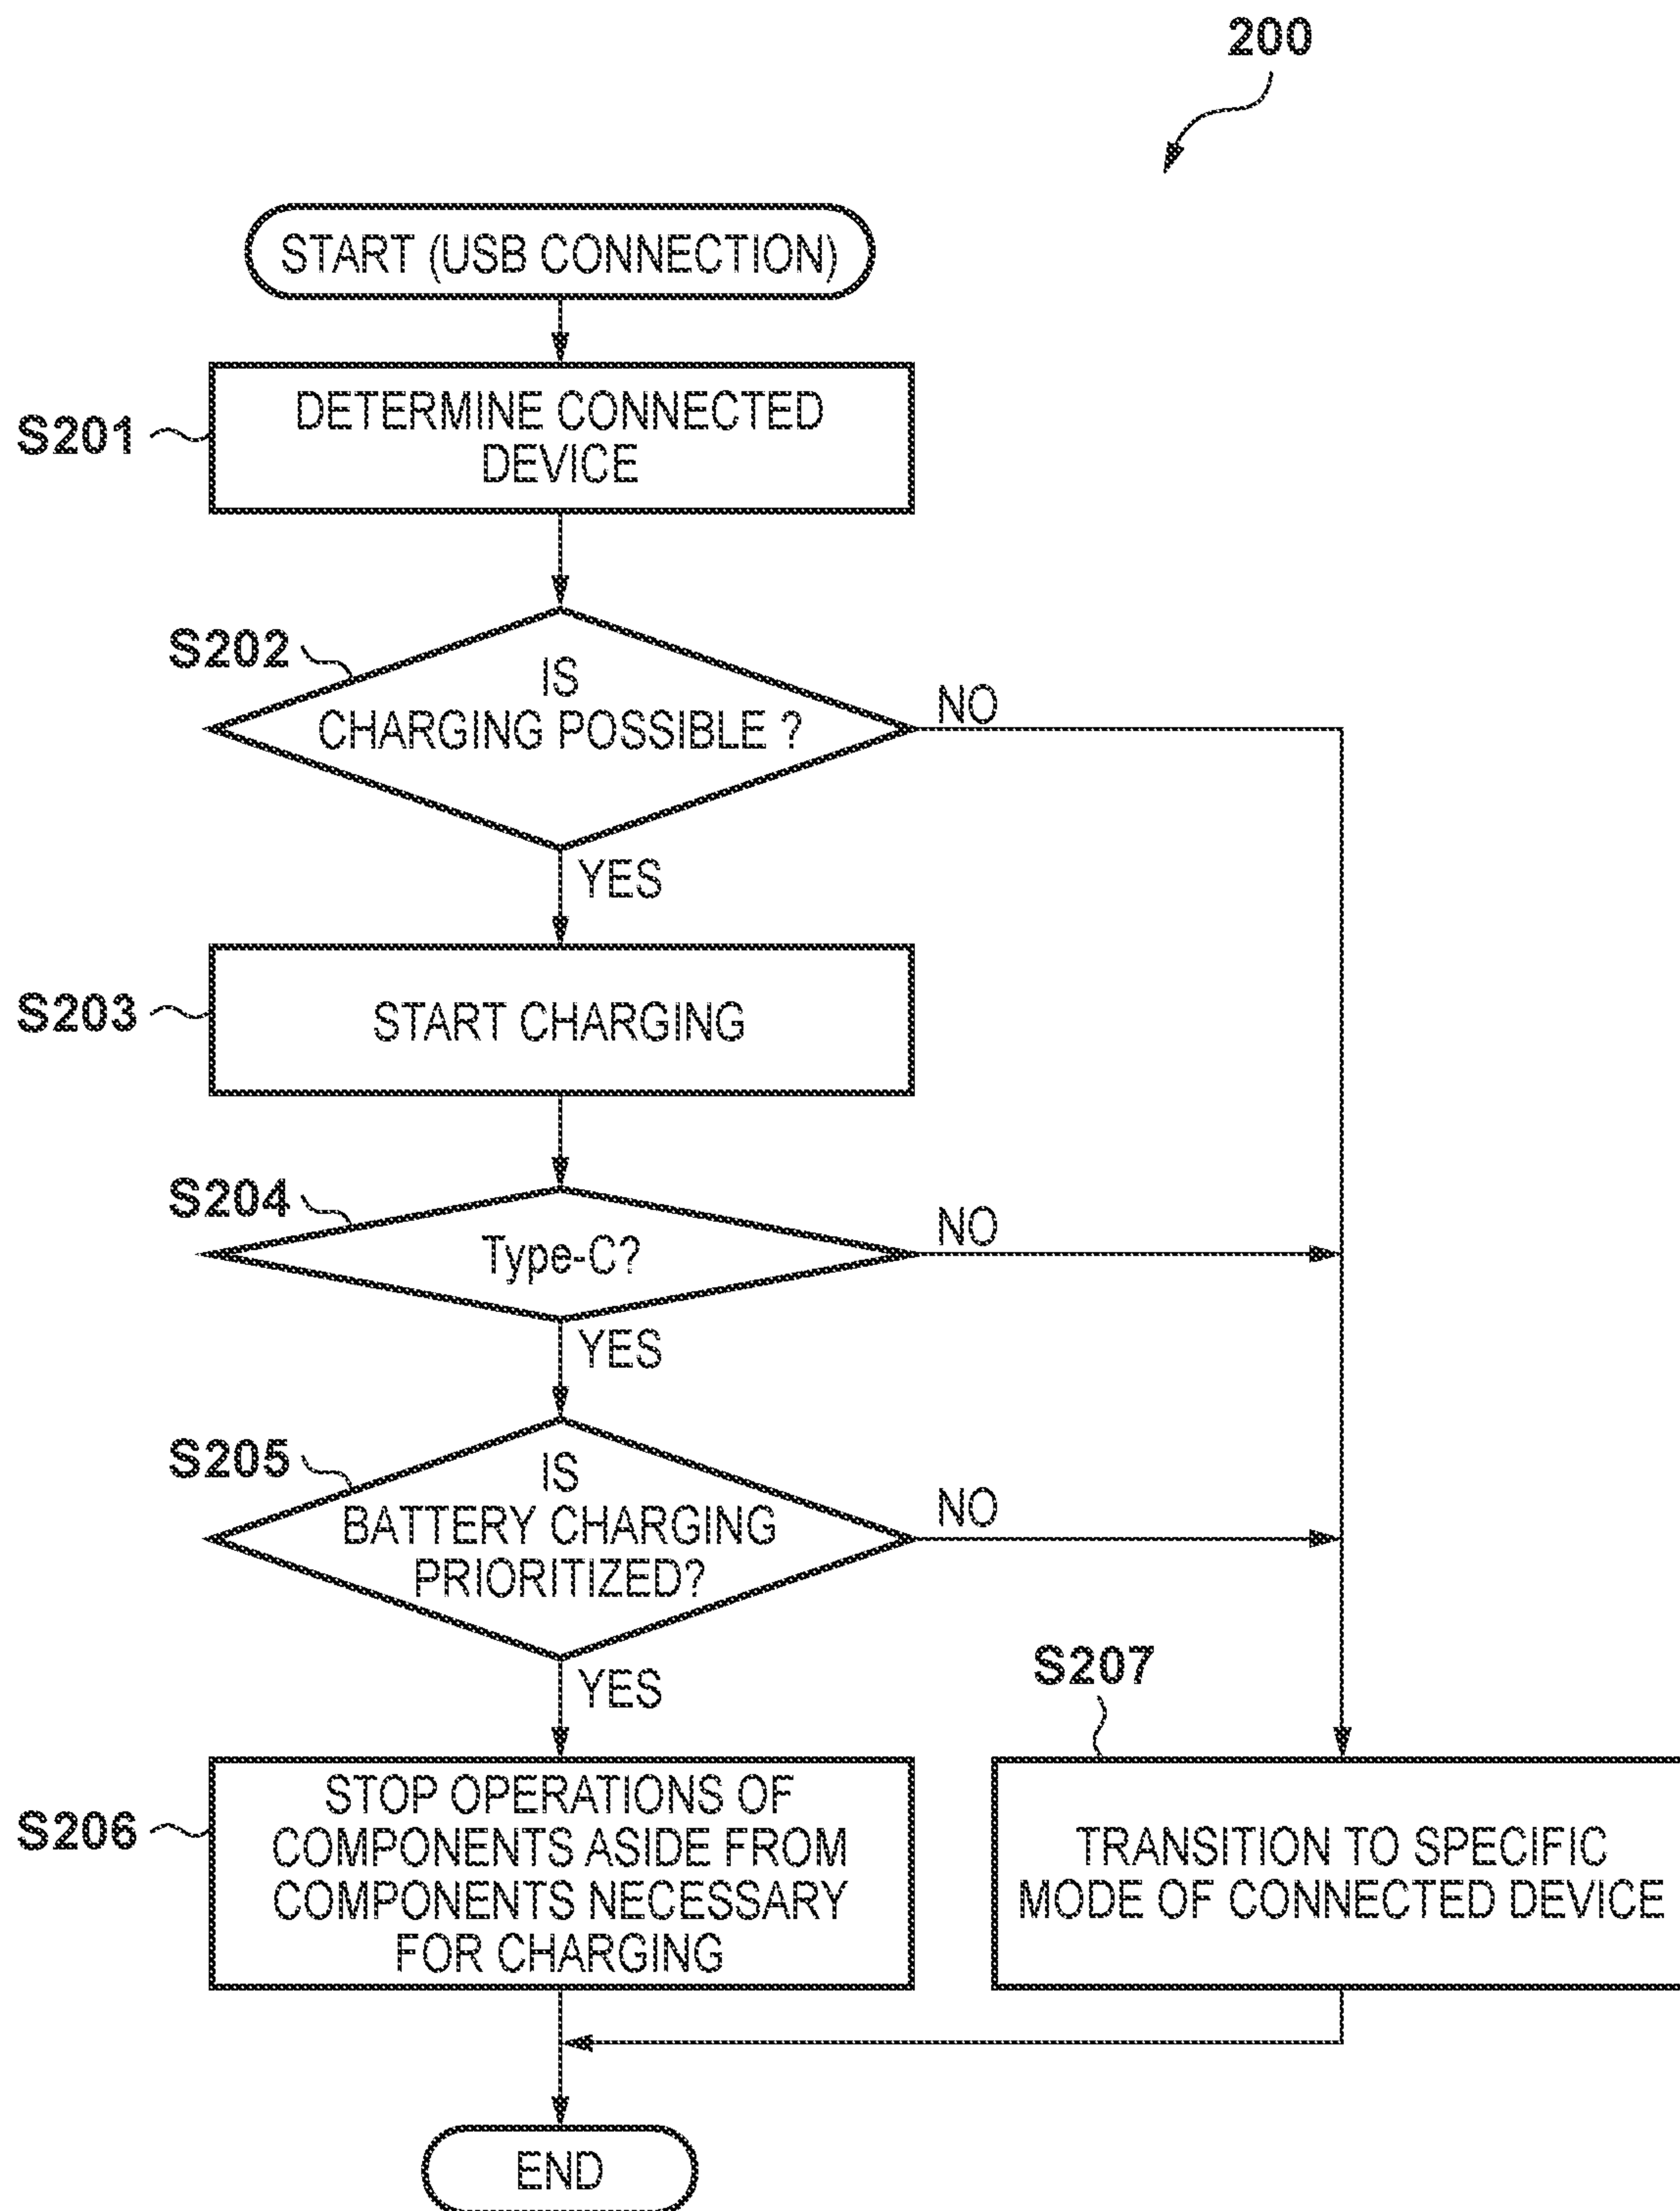 200
START (USB CONNECTION)
S201
DETERMINE CONNECTED
DEVICE
S202
IS
CHARGING POSSIBLE ?
NO
YES
S203
START CHARGING
S204
Type-C?
NO
YES
S205
IS
BATTERY CHARGING
PRIORITIZED?
NO
YES
S206
STOP OPERATIONS OF
COMPONENTS ASIDE FROM
COMPONENTS NECESSARY
FOR CHARGING
S207
TRANSITION TO SPECIFIC
MODE OF CONNECTED DEVICE
END